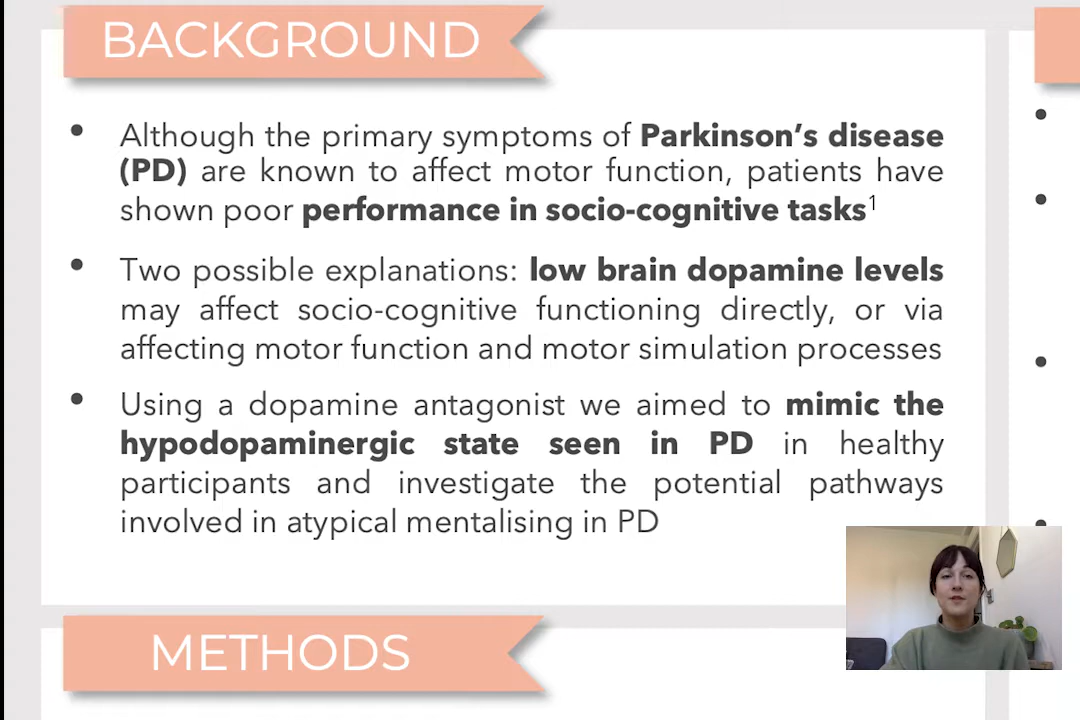 BACKGROUND
• Although the primary symptoms of Parkinson's disease
(PD) are known to affect motor function, patients have
shown poor performance in socio-cognitive tasks¹
• Two possible explanations: low brain dopamine levels
may affect socio-cognitive functioning directly, or via
affecting motor function and motor simulation processes
• Using a dopamine antagonist we aimed to mimic the
hypodopaminergic state seen in PD in healthy
participants and investigate the potential pathways
involved in atypical mentalising in PD
METHODS